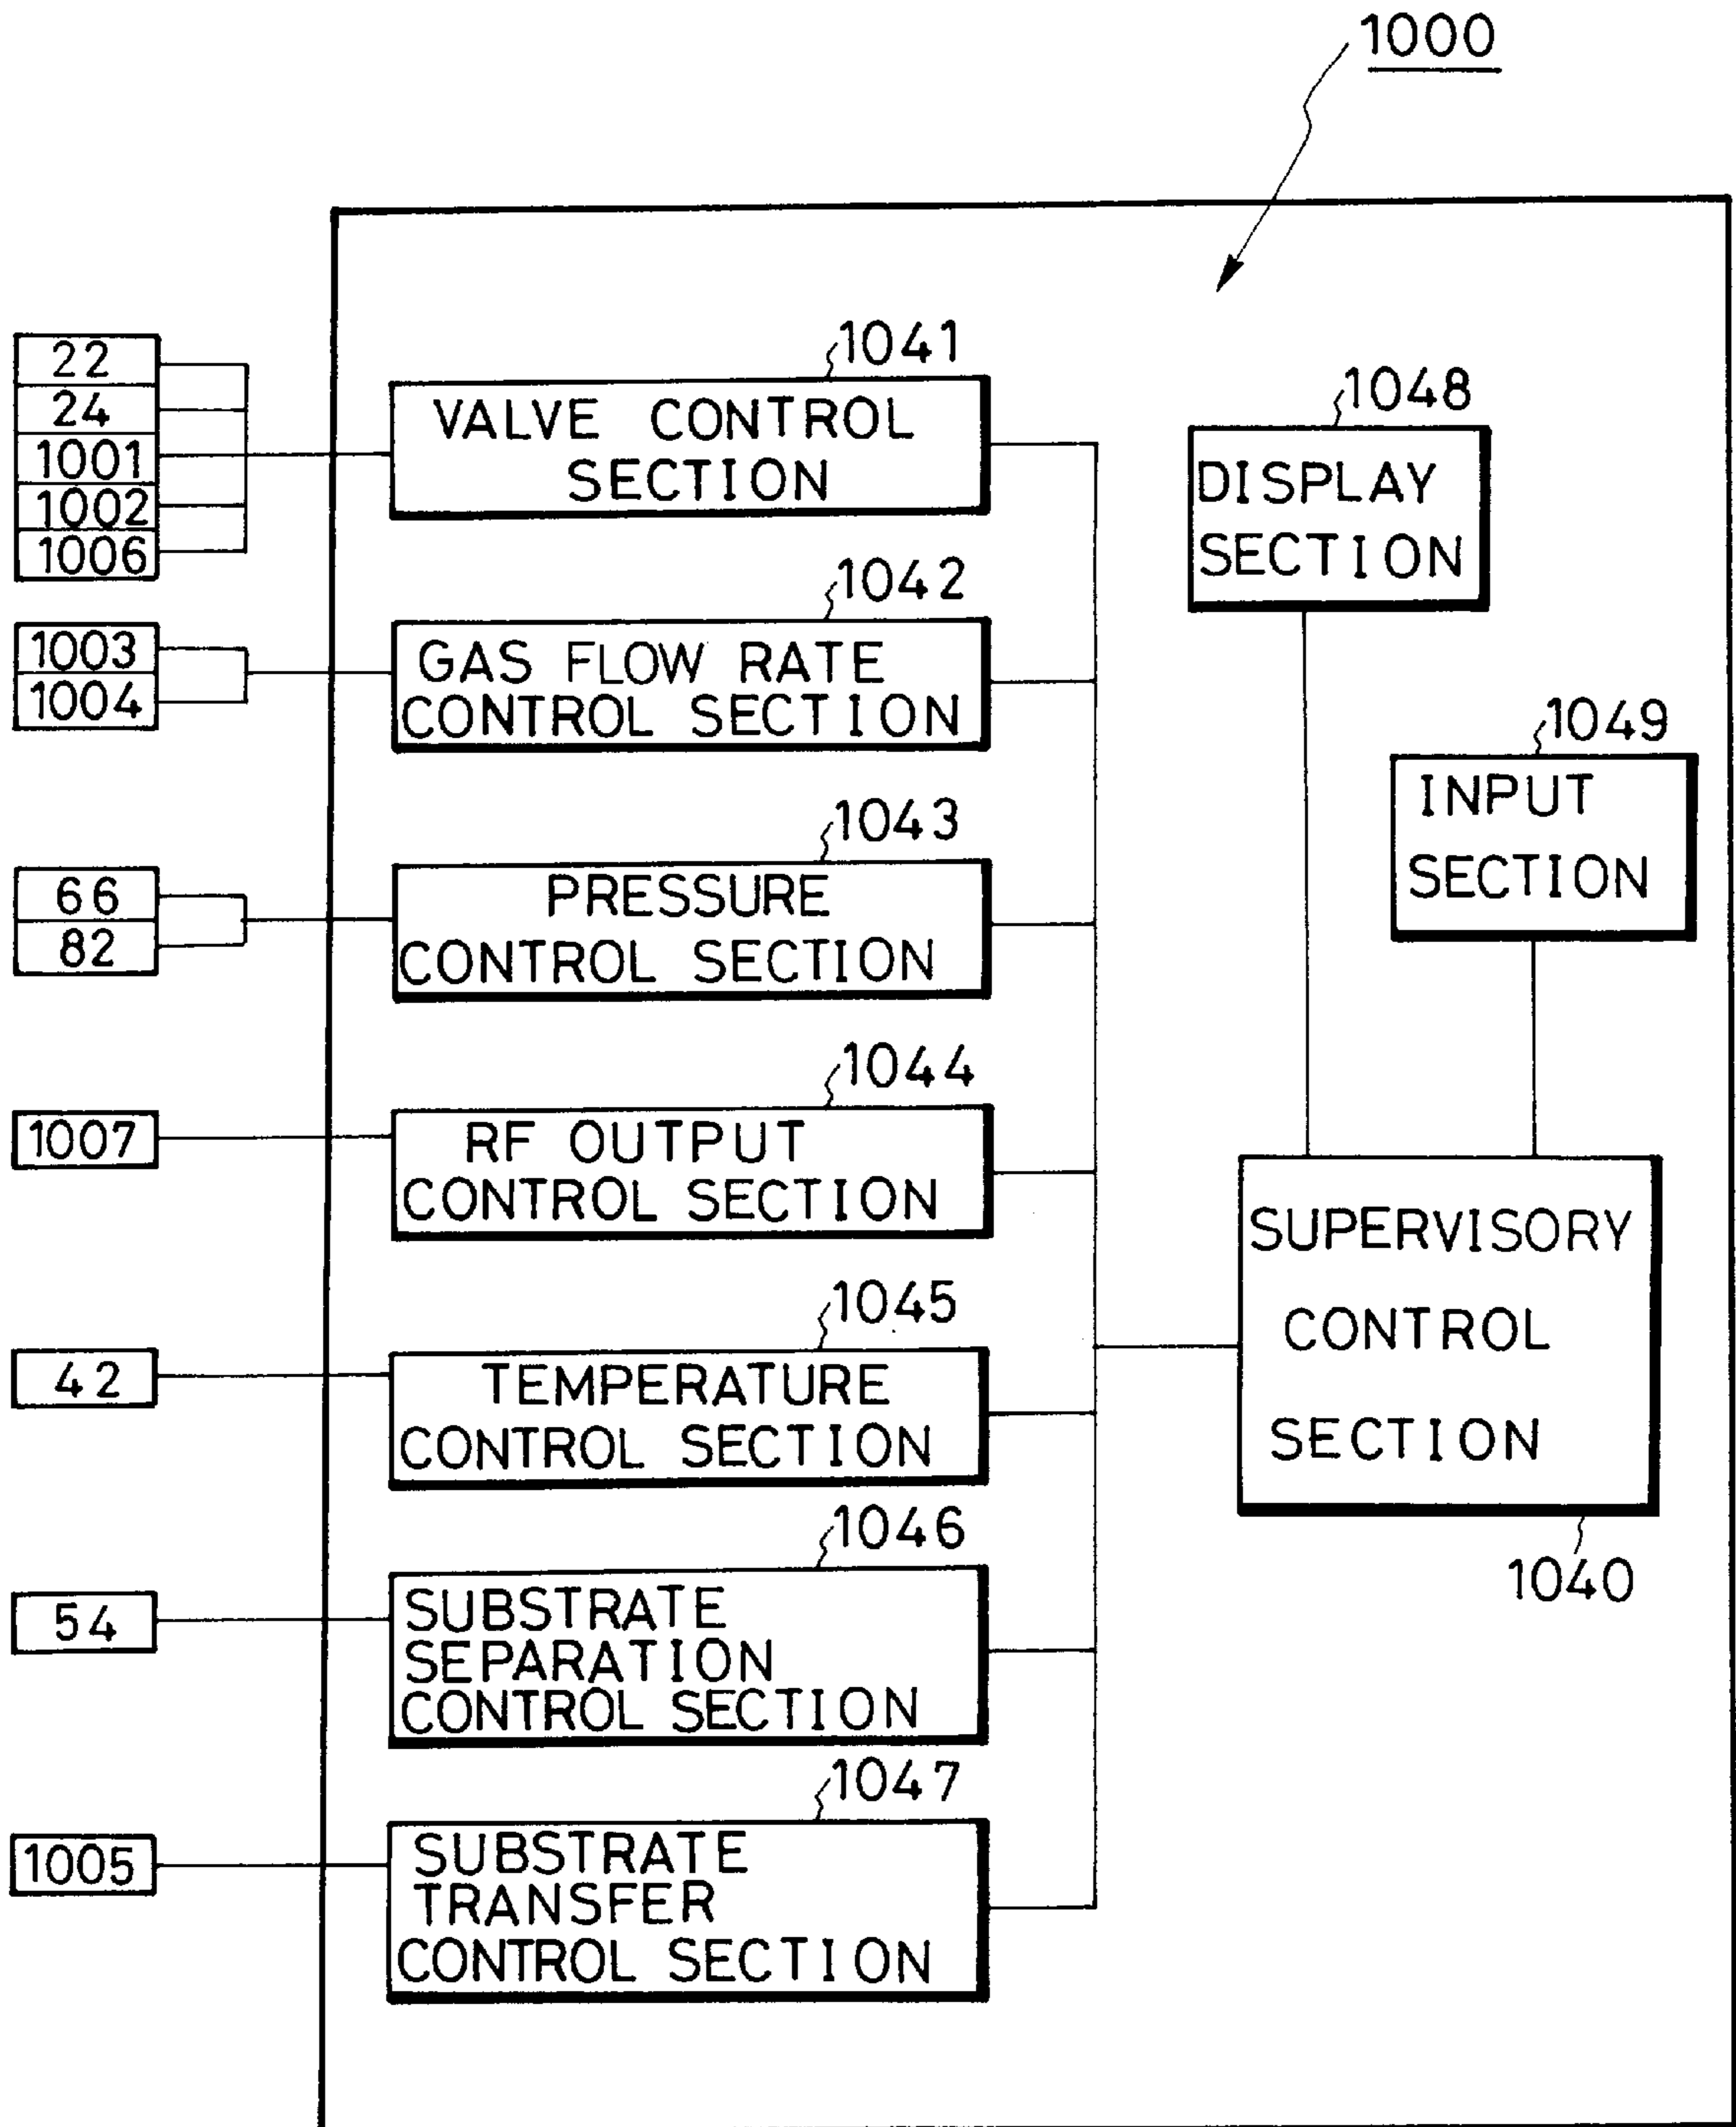 1000
22
24
1001
1002
1006
1041
VALVE CONTROL
SECTION
1003
1004
1042
GAS FLOW RATE
CONTROL SECTION
66
82
1043
PRESSURE
CONTROL SECTION
1007
1044
RF OUTPUT
CONTROL SECTION
42
1045
TEMPERATURE
CONTROL SECTION
54
1046
SUBSTRATE
SEPARATION
CONTROL SECTION
1005
1047
SUBSTRATE
TRANSFER
CONTROL SECTION
1048
DISPLAY
SECTION
1049
INPUT
SECTION
SUPERVISORY
CONTROL
SECTION
1040